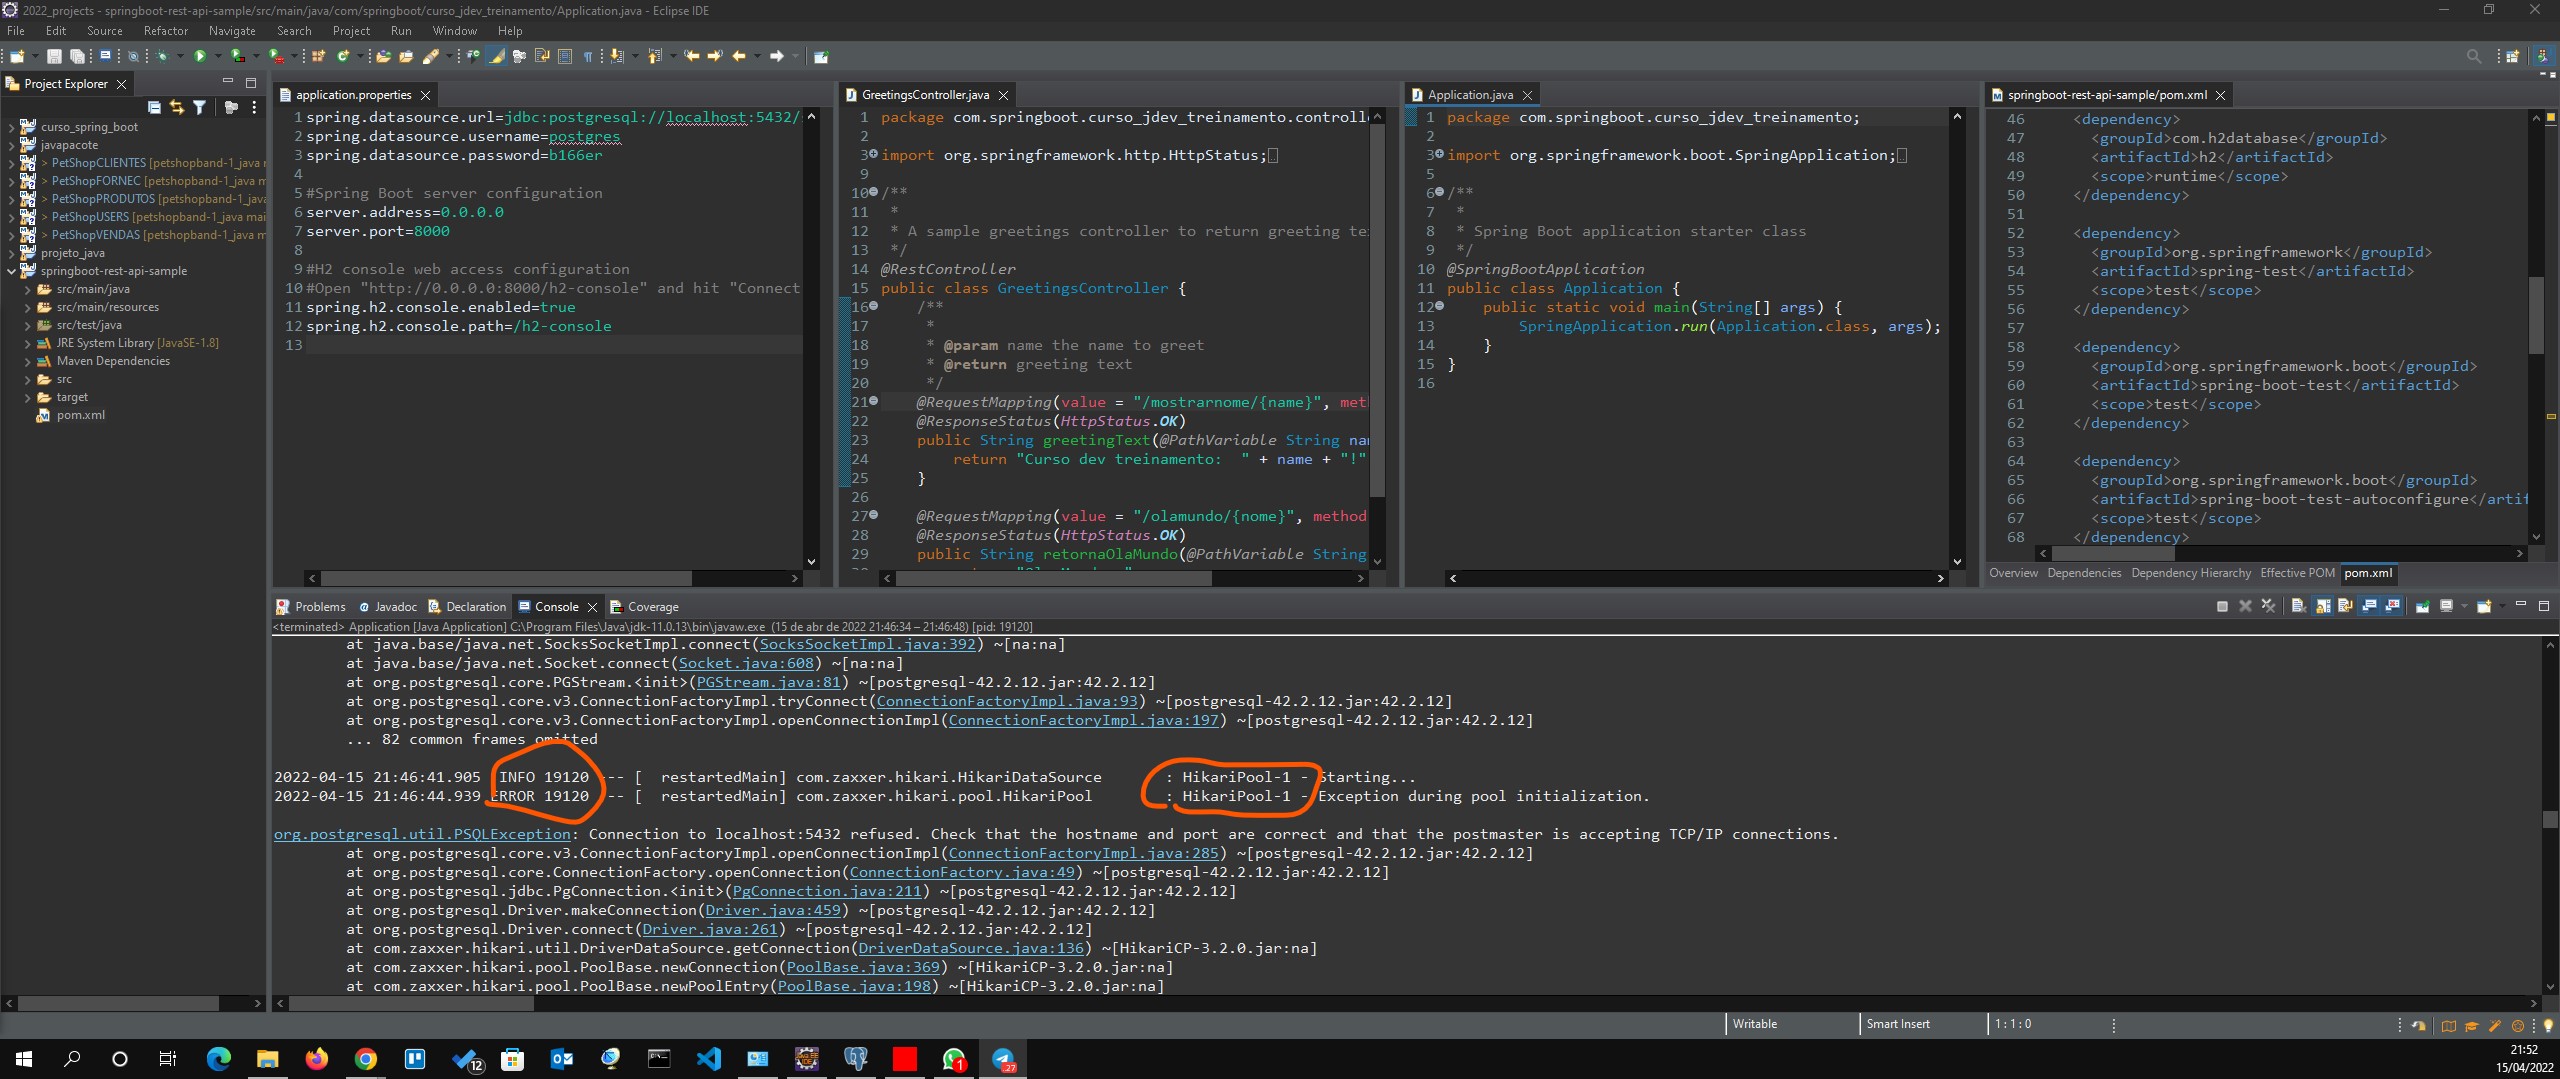 2022_projects - springboot-rest-api-sample/src/main/java/com/springboot/curso_jdev_treinamento/Application.java - Eclipse IDE
File Edit Source Refactor Navigate Search Project Run Window Help
Project Explorer
curso_spring_boot
javapacote
> PetShopCLIENTES [petshopband-1_java m
> PetShopFORNEC [petshopband-1_java m
> PetShopPRODUTOS [petshopband-1_java
> PetShopUSERS [petshopband-1_java mai
> PetShopVENDAS [petshopband-1_java m
projeto_java
springboot-rest-api-sample
src/main/java
src/main/resources
src/test/java
JRE System Library [JavaSE-1.8]
Maven Dependencies
src
target
pom.xml
application.properties
1 spring.datasource.url=jdbc:postgresql://localhost:5432/
2 spring.datasource.username=postgres
3 spring.datasource.password=b166er
4
5 #Spring Boot server configuration
6 server.address=0.0.0.0
7 server.port=8000
8
9 #H2 console web access configuration
10 #Open "http://0.0.0.0:8000/h2-console" and hit "Connect
11 spring.h2.console.enabled=true
12 spring.h2.console.path=/h2-console
13
GreetingsController.java
1 package com.springboot.curso_jdev_treinamento.controlle
2
3 import org.springframework.http.HttpStatus;
9
10 /**
11 *
12 * A sample greetings controller to return greeting te
13 */
14 @RestController
15 public class GreetingsController {
16 /**
17 *
18 * @param name the name to greet
19 * @return greeting text
20 */
21 @RequestMapping(value = "/mostrarnome/{name}", met
22 @ResponseStatus(HttpStatus.OK)
23 public String greetingText(@PathVariable String na
24 return "Curso dev treinamento:  " + name + "!"
25 }
26
27 @RequestMapping(value = "/olamundo/{nome}", method
28 @ResponseStatus(HttpStatus.OK)
29 public String retornaOlaMundo(@PathVariable String
Application.java
1 package com.springboot.curso_jdev_treinamento;
2
3 import org.springframework.boot.SpringApplication;
5
6 /**
7 *
8 * Spring Boot application starter class
9 */
10 @SpringBootApplication
11 public class Application {
12 public static void main(String[] args) {
13 SpringApplication.run(Application.class, args);
14 }
15 }
16
springboot-rest-api-sample/pom.xml
46 <dependency>
47 <groupId>com.h2database</groupId>
48 <artifactId>h2</artifactId>
49 <scope>runtime</scope>
50 </dependency>
51
52 <dependency>
53 <groupId>org.springframework</groupId>
54 <artifactId>spring-test</artifactId>
55 <scope>test</scope>
56 </dependency>
57
58 <dependency>
59 <groupId>org.springframework.boot</groupId>
60 <artifactId>spring-boot-test</artifactId>
61 <scope>test</scope>
62 </dependency>
63
64 <dependency>
65 <groupId>org.springframework.boot</groupId>
66 <artifactId>spring-boot-test-autoconfigure</artif
67 <scope>test</scope>
68 </dependency>
Overview Dependencies Dependency Hierarchy Effective POM pom.xml
Problems Javadoc Declaration Console Coverage
<terminated> Application [Java Application] C:\Program Files\Java\jdk-11.0.13\bin\javaw.exe (15 de abr de 2022 21:46:34 – 21:46:48) [pid: 19120]
at java.base/java.net.SocksSocketImpl.connect(SocksSocketImpl.java:392) ~[na:na]
at java.base/java.net.Socket.connect(Socket.java:608) ~[na:na]
at org.postgresql.core.PGStream.<init>(PGStream.java:81) ~[postgresql-42.2.12.jar:42.2.12]
at org.postgresql.core.v3.ConnectionFactoryImpl.tryConnect(ConnectionFactoryImpl.java:93) ~[postgresql-42.2.12.jar:42.2.12]
at org.postgresql.core.v3.ConnectionFactoryImpl.openConnectionImpl(ConnectionFactoryImpl.java:197) ~[postgresql-42.2.12.jar:42.2.12]
... 82 common frames omitted
2022-04-15 21:46:41.905 INFO 19120 --- [ restartedMain] com.zaxxer.hikari.HikariDataSource : HikariPool-1 - Starting...
2022-04-15 21:46:44.939 ERROR 19120 --- [ restartedMain] com.zaxxer.hikari.pool.HikariPool : HikariPool-1 - Exception during pool initialization.
org.postgresql.util.PSQLException: Connection to localhost:5432 refused. Check that the hostname and port are correct and that the postmaster is accepting TCP/IP connections.
at org.postgresql.core.v3.ConnectionFactoryImpl.openConnectionImpl(ConnectionFactoryImpl.java:285) ~[postgresql-42.2.12.jar:42.2.12]
at org.postgresql.core.ConnectionFactory.openConnection(ConnectionFactory.java:49) ~[postgresql-42.2.12.jar:42.2.12]
at org.postgresql.jdbc.PgConnection.<init>(PgConnection.java:211) ~[postgresql-42.2.12.jar:42.2.12]
at org.postgresql.Driver.makeConnection(Driver.java:459) ~[postgresql-42.2.12.jar:42.2.12]
at org.postgresql.Driver.connect(Driver.java:261) ~[postgresql-42.2.12.jar:42.2.12]
at com.zaxxer.hikari.util.DriverDataSource.getConnection(DriverDataSource.java:136) ~[HikariCP-3.2.0.jar:na]
at com.zaxxer.hikari.pool.PoolBase.newConnection(PoolBase.java:369) ~[HikariCP-3.2.0.jar:na]
at com.zaxxer.hikari.pool.PoolBase.newPoolEntry(PoolBase.java:198) ~[HikariCP-3.2.0.jar:na]
Writable Smart Insert 1 : 1 : 0
12
1
27
21:52
15/04/2022